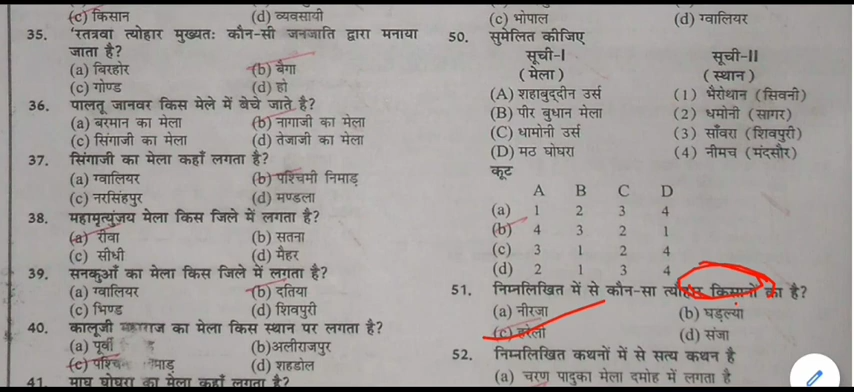 (c) किसान (d) व्यवसायी
35. 'रतत्रवा त्योहार मुख्यतः कौन-सी जनजाति द्वारा मनाया
जाता है?
(a) बिरहोर (b) बैगा
(c) गोण्ड (d) हो
36. पालतू जानवर किस मेले में बेचे जाते है?
(a) बरमान का मेला (b) नागाजी का मेला
(c) सिंगाजी का मेला (d) तेजाजी का मेला
37. सिंगाजी का मेला कहाँ लगता है?
(a) ग्वालियर (b) पश्चिमी निमाड़
(c) नरसिंहपुर (d) मण्डला
38. महामृत्युंजय मेला किस जिले में लगता है?
(a) रीवा (b) सतना
(c) सीधी (d) मैहर
39. सनकुआँ का मेला किस जिले में लगता है?
(a) ग्वालियर (b) दतिया
(c) भिण्ड (d) शिवपुरी
40. कालूजी का मेला किस स्थान पर लगता है?
(a) पूर्वी (b) अलीराजपुर
(c) (d) शहडोल
41. माघ घोघरा का मेला कहाँ लगता है?
(c) भोपाल (d) ग्वालियर
50. सुमेलित कीजिए
सूची-I सूची-II
(मेला) (स्थान)
(A) शहाबुद्दीन उर्स (1) भैरोथान (सिवनी)
(B) पीर बुधान मेला (2) धमोनी (सागर)
(C) धामोनी उर्स (3) साँवरा (शिवपुरी)
(D) मठ घोघरा (4) नीमच (मंदसौर)
कूट
A B C D
(a) 1 2 3 4
(b) 4 3 2 1
(c) 3 1 2 4
(d) 2 1 3 4
51. निम्नलिखित में से कौन-सा त्योहार किसानों का है?
(a) नीरजा (b) घड़ल्या
(c) हरेली (d) संजा
52. निम्नलिखित कथनों में से सत्य कथन है
(a) चरण पादुका मेला दमोह में लगता है